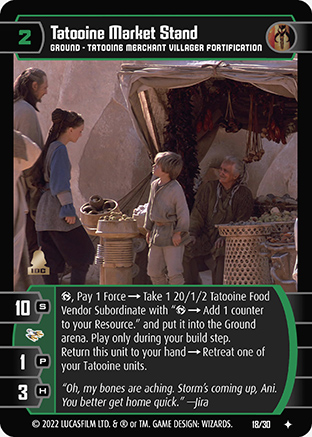 2
Tatooine Market Stand
GROUND - TATOOINE MERCHANT VILLAGER FORTIFICATION
IBC
10 S
1 P
3 H
, Pay 1 Force → Take 1 20/1/2 Tatooine Food
Vendor Subordinate with “ → Add 1 counter
to your Resource.” and put it into the Ground
arena. Play only during your build step.
Return this unit to your hand → Retreat one of
your Tatooine units.
“Oh, my bones are aching. Storm’s coming up, Ani.
You better get home quick.” —Jira
© 2022 LUCASFILM LTD. & ® OR TM. GAME DESIGN: WIZARDS. 18/30